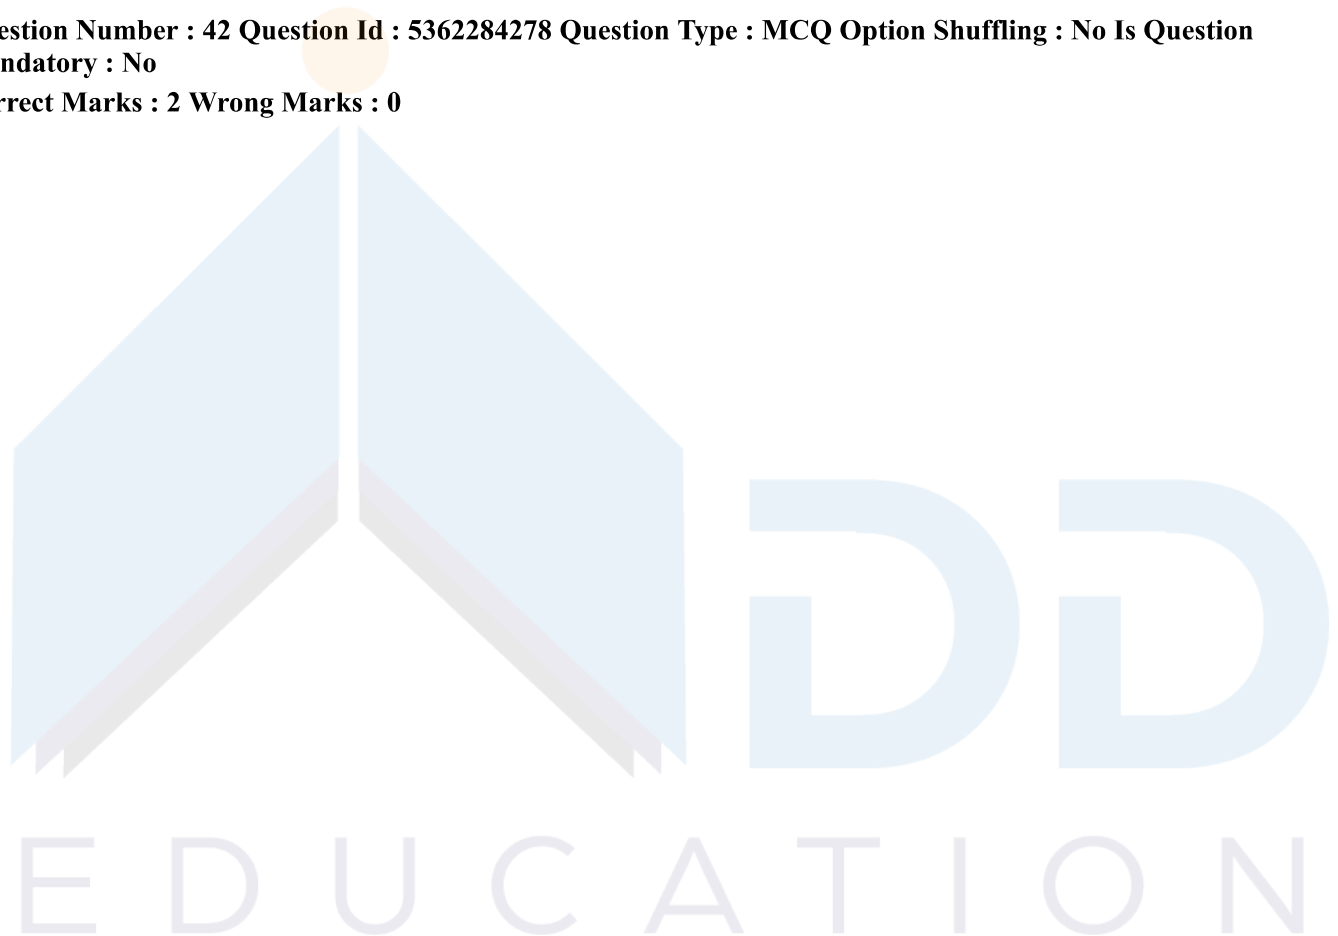 estion Number : 42 Question Id : 5362284278 Question Type : MCQ Option Shuffling : No Is Question
ndatory : No
rrect Marks : 2 Wrong Marks : 0
DD
EDUCATION